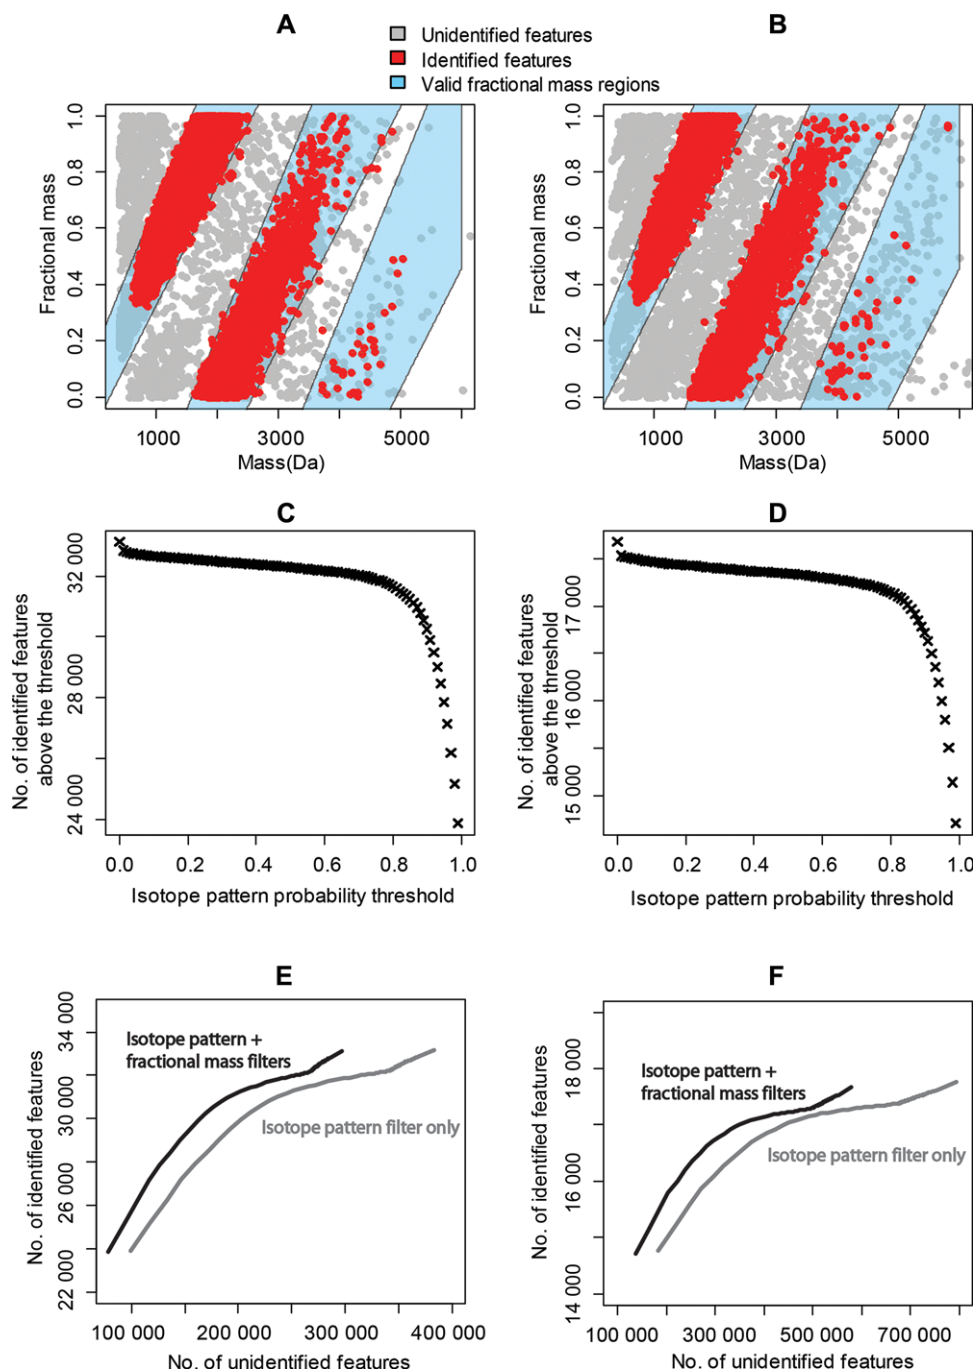 A
B
Unidentified features
Identified features
Valid fractional mass regions
Fractional mass
1.0
0.8
0.6
0.4
0.2
0.0
1000
3000
5000
Mass(Da)
Fractional mass
1.0
0.8
0.6
0.4
0.2
0.0
1000
3000
5000
Mass(Da)
C
No. of identified features
above the threshold
32 000
28 000
24 000
0.0 0.2 0.4 0.6 0.8 1.0
Isotope pattern probability threshold
D
No. of identified features
above the threshold
17 000
16 000
15 000
0.0 0.2 0.4 0.6 0.8 1.0
Isotope pattern probability threshold
E
No. of identified features
34 000
30 000
26 000
22 000
Isotope pattern +
fractional mass filters
Isotope pattern filter only
100 000 200 000 300 000 400 000
No. of unidentified features
F
No. of identified features
18 000
16 000
14 000
Isotope pattern +
fractional mass filters
Isotope pattern filter only
100 000 300 000 500 000 700 000
No. of unidentified features